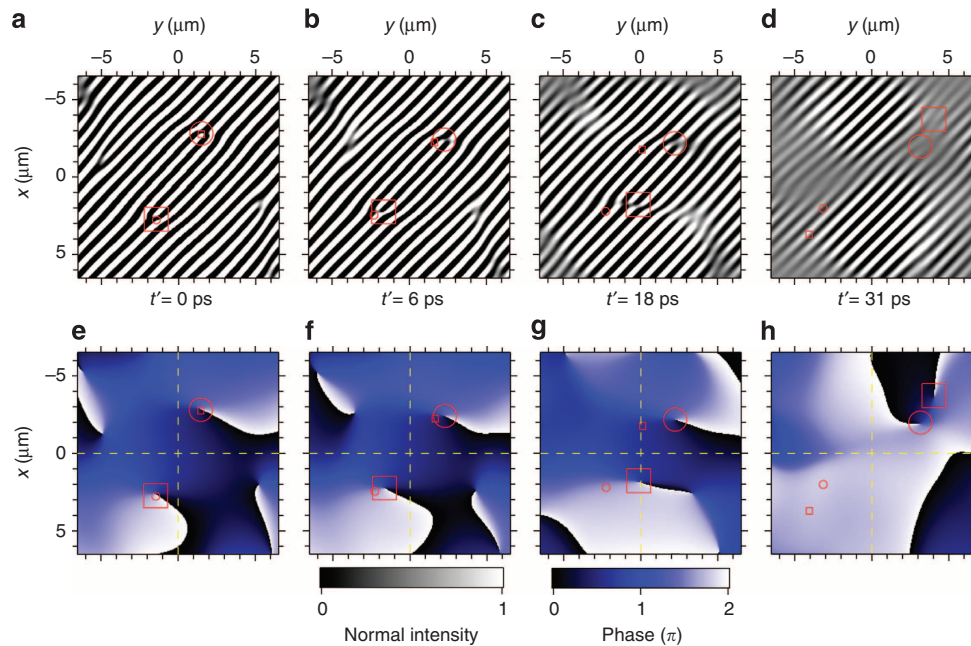 a b c d
y (μm) y (μm) y (μm) y (μm)
−5 0 5 −5 0 5 −5 0 5 −5 0 5
−5
x (μm) 0
5
t′= 0 ps t′= 6 ps t′= 18 ps t′= 31 ps
e f g h
−5
x (μm) 0
5
0 1 0 1 2
Normal intensity Phase (π)